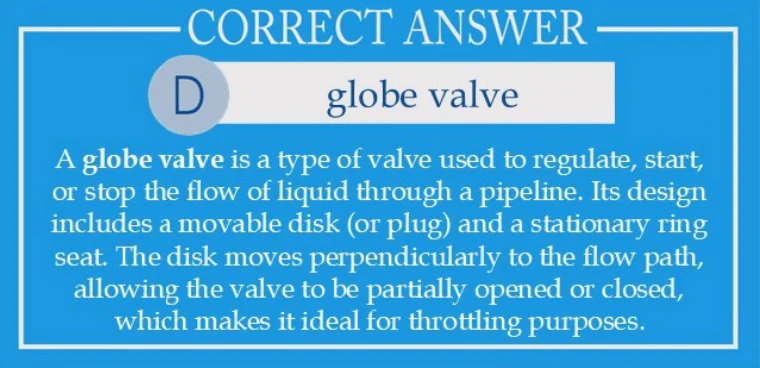 CORRECT ANSWER
D globe valve
A globe valve is a type of valve used to regulate, start,
or stop the flow of liquid through a pipeline. Its design
includes a movable disk (or plug) and a stationary ring
seat. The disk moves perpendicularly to the flow path,
allowing the valve to be partially opened or closed,
which makes it ideal for throttling purposes.